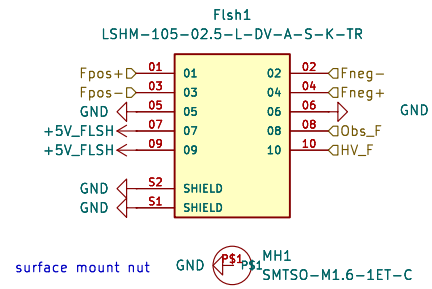 Flsh1
LSHM-105-02.5-L-DV-A-S-K-TR
Fpos+ 01 01 02 02 Fneg-
Fpos- 03 03 04 04 Fneg+
GND 05 05 06 06 GND
+5V_FLSH 07 07 08 08 Obs_F
+5V_FLSH 09 09 10 10 HV_F
GND S2 SHIELD
GND S1 SHIELD
surface mount nut GND P$1 P$1 MH1
SMTSO-M1.6-1ET-C